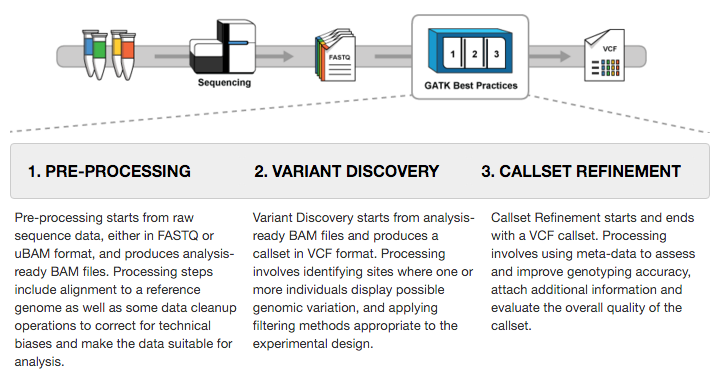 Sequencing
FASTQ
1 2 3
GATK Best Practices
VCF
1. PRE-PROCESSING
Pre-processing starts from raw
sequence data, either in FASTQ or
uBAM format, and produces analysis-
ready BAM files. Processing steps
include alignment to a reference
genome as well as some data cleanup
operations to correct for technical
biases and make the data suitable for
analysis.
2. VARIANT DISCOVERY
Variant Discovery starts from analysis-
ready BAM files and produces a
callset in VCF format. Processing
involves identifying sites where one or
more individuals display possible
genomic variation, and applying
filtering methods appropriate to the
experimental design.
3. CALLSET REFINEMENT
Callset Refinement starts and ends
with a VCF callset. Processing
involves using meta-data to assess
and improve genotyping accuracy,
attach additional information and
evaluate the overall quality of the
callset.